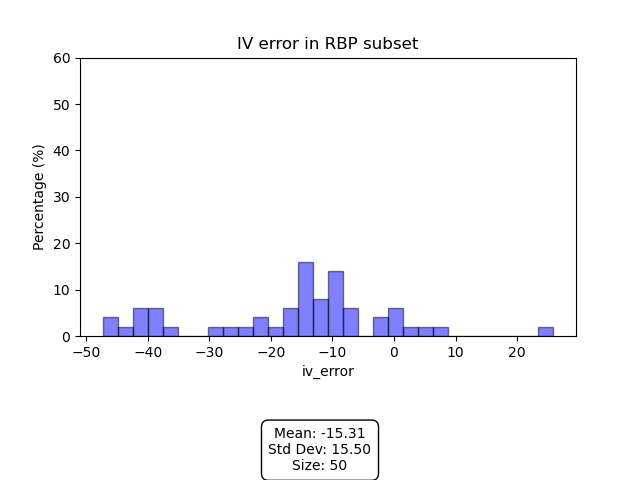 IV error in RBP subset
60
50
40
30
20
10
0
Percentage (%)
−50 −40 −30 −20 −10 0 10 20
iv_error
Mean: -15.31
Std Dev: 15.50
Size: 50